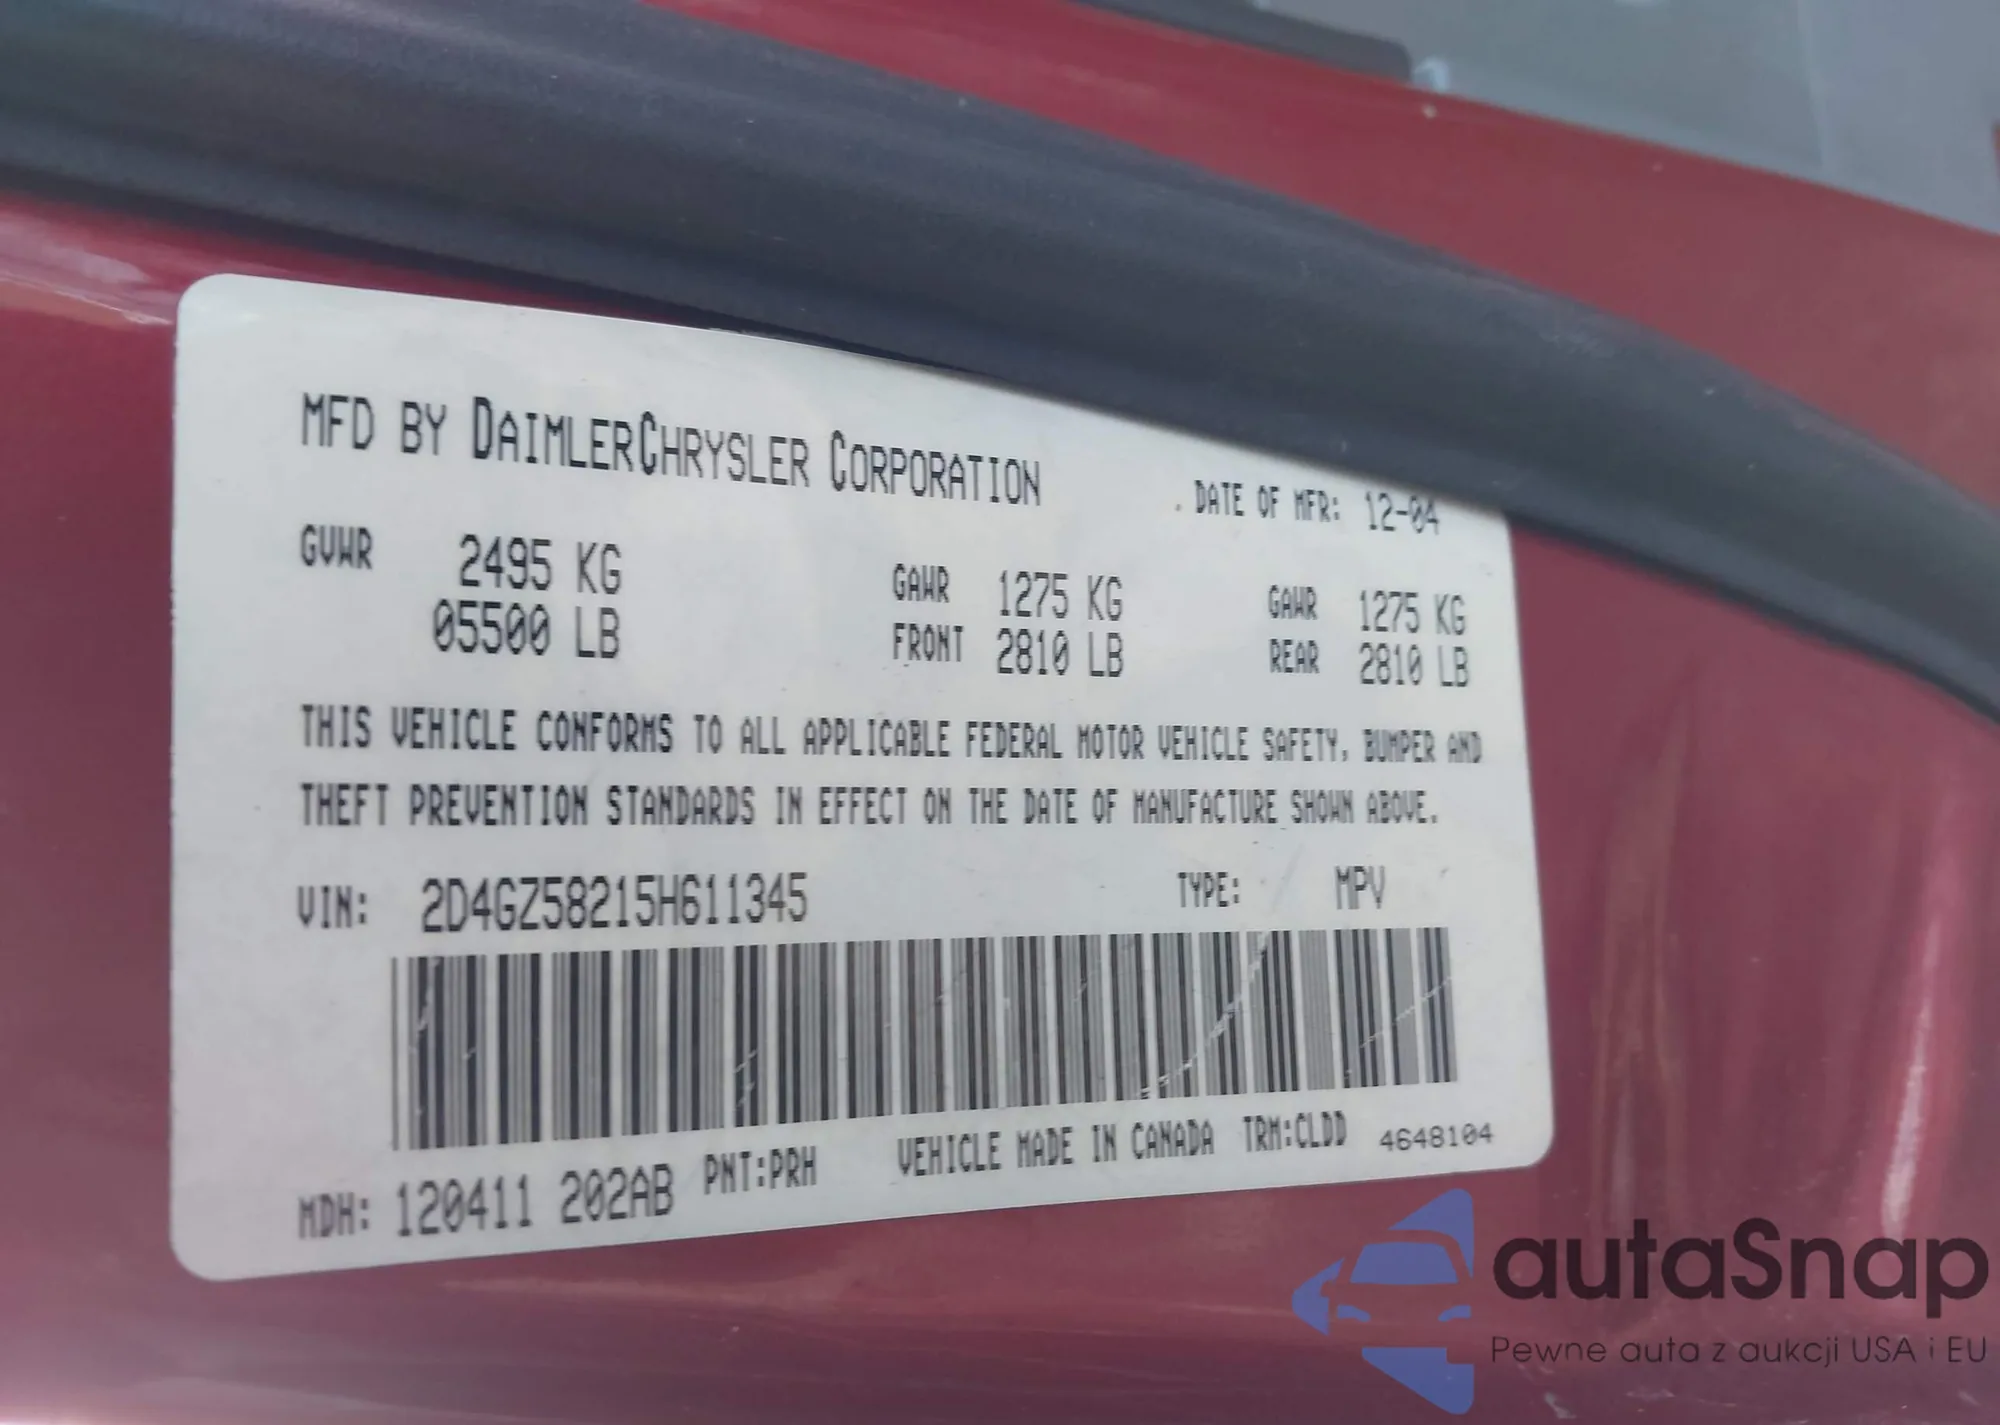 MFD BY DAIMLERCHRYSLER CORPORATION
. DATE OF MFR: 12-04
GVWR 2495 KG
05500 LB
GAWR 1275 KG
FRONT 2810 LB
GAWR 1275 KG
REAR 2810 LB
THIS VEHICLE CONFORMS TO ALL APPLICABLE FEDERAL MOTOR VEHICLE SAFETY, BUMPER AND
THEFT PREVENTION STANDARDS IN EFFECT ON THE DATE OF MANUFACTURE SHOWN ABOVE.
VIN: 2D4GZ58215H611345 TYPE: MPV
MDH: 120411 202AB PNT:PRH VEHICLE MADE IN CANADA TRM:CLDD 4648104
autaSnap
Pewne auta z aukcji USA i EU